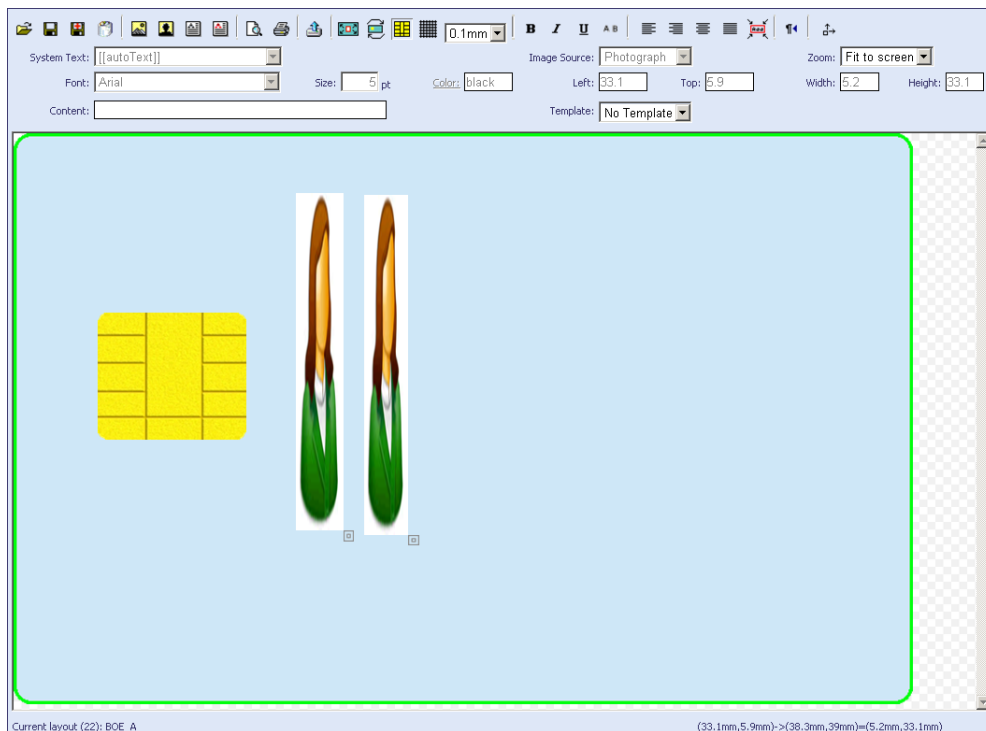 0.1mm B I U A B
System Text: [[autoText]] Image Source: Photograph Zoom: Fit to screen
Font: Arial Size: 5 pt Color: black Left: 33.1 Top: 5.9 Width: 5.2 Height: 33.1
Content: Template: No Template
Current layout (22): BOE_A (33.1mm,5.9mm)->(38.3mm,39mm)=(5.2mm,33.1mm)